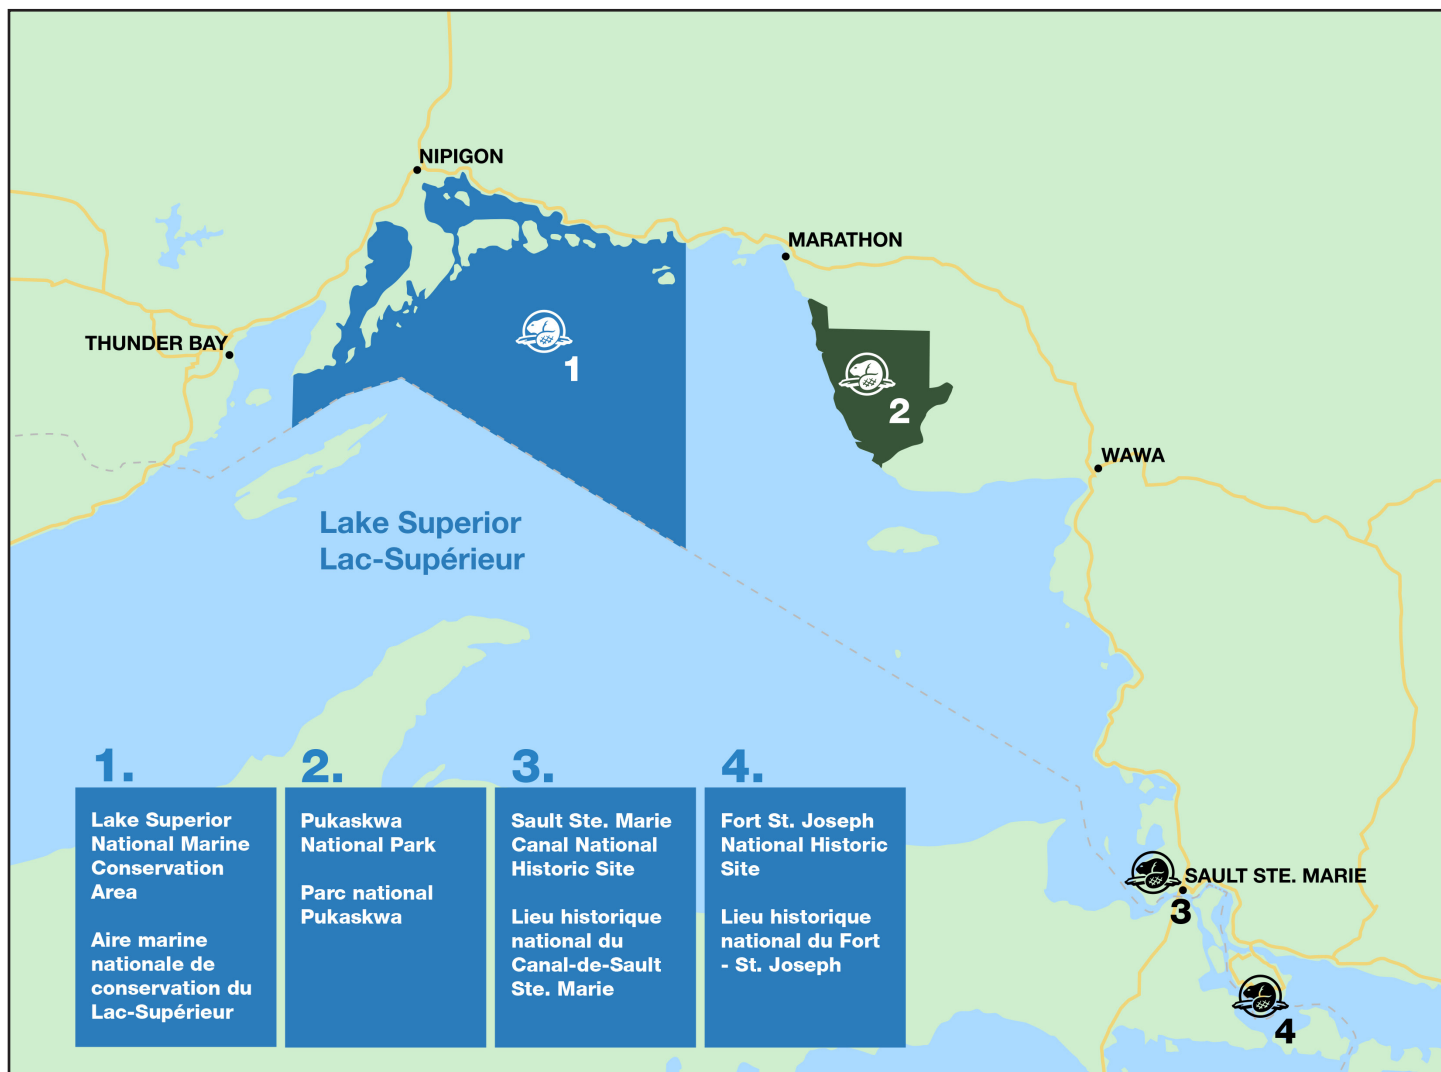 NIPIGON
MARATHON
THUNDER BAY
1
2
WAWA
Lake Superior
Lac-Supérieur
SAULT STE. MARIE
3
4
1.
Lake Superior
National Marine
Conservation
Area
Aire marine
nationale de
conservation du
Lac-Supérieur
2.
Pukaskwa
National Park
Parc national
Pukaskwa
3.
Sault Ste. Marie
Canal National
Historic Site
Lieu historique
national du
Canal-de-Sault
Ste. Marie
4.
Fort St. Joseph
National Historic
Site
Lieu historique
national du Fort
- St. Joseph